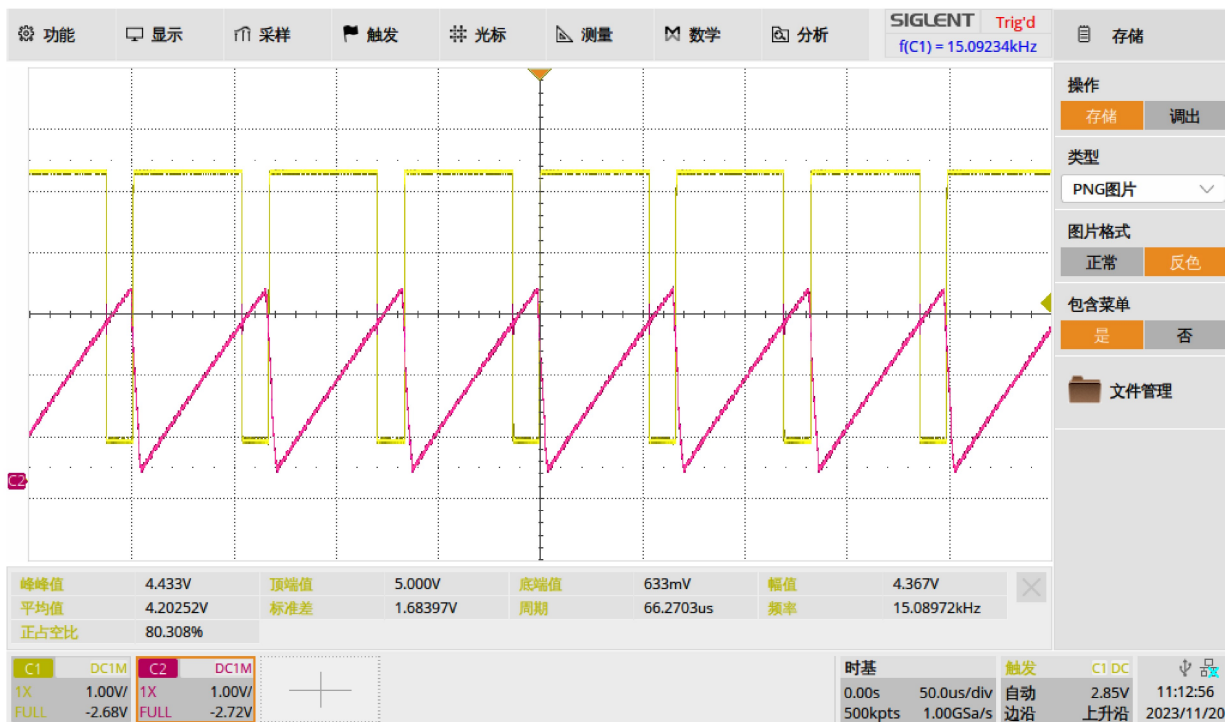 功能 显示 采样 触发 光标 测量 数学 分析 SIGLENT Trig'd
f(C1) = 15.09234kHz
存储
操作
存储 调出
类型
PNG图片
图片格式
正常 反色
包含菜单
是 否
文件管理
C2
峰峰值 4.433V 顶端值 5.000V 底端值 633mV 幅值 4.367V
平均值 4.20252V 标准差 1.68397V 周期 66.2703us 频率 15.08972kHz
正占空比 80.308%
C1 DC1M C2 DC1M 时基 触发 C1 DC
1X 1.00V/ 1X 1.00V/ 0.00s 50.0us/div 自动 2.85V 11:12:56
FULL -2.68V FULL -2.72V 500kpts 1.00GSa/s 边沿 上升沿 2023/11/20